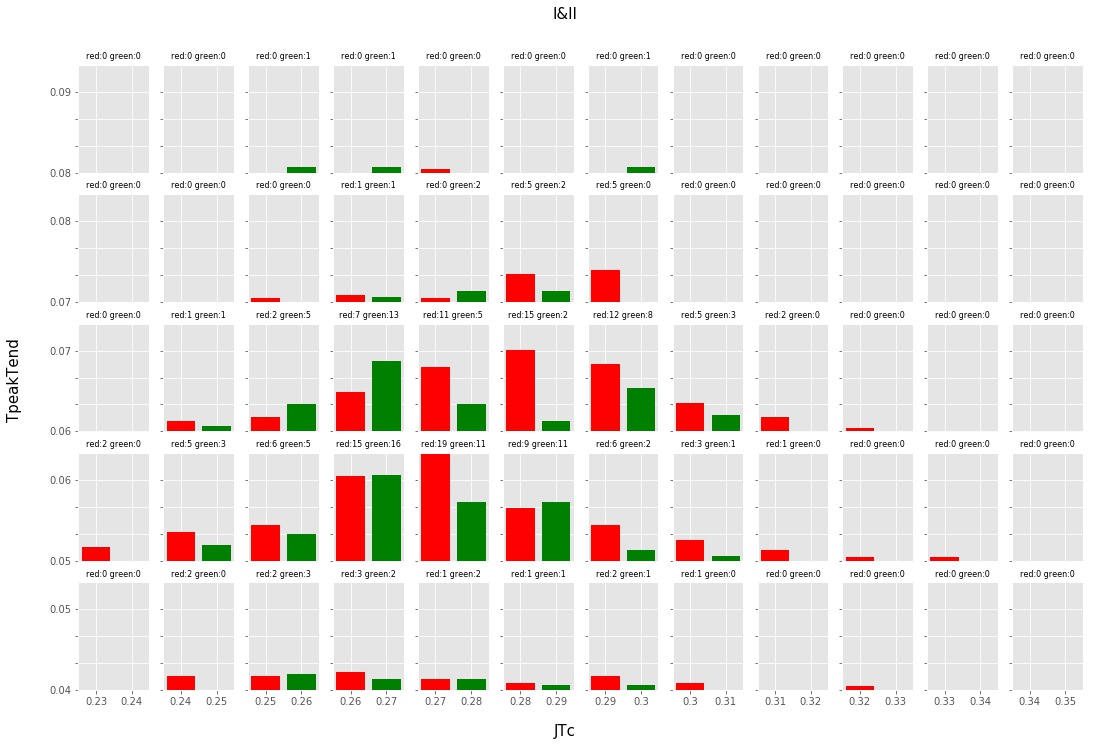 I&II
red:0 green:0 red:0 green:0 red:0 green:1 red:0 green:1 red:0 green:0 red:0 green:0 red:0 green:1 red:0 green:0 red:0 green:0 red:0 green:0 red:0 green:0 red:0 green:0
0.09
0.08
red:0 green:0 red:0 green:0 red:0 green:0 red:1 green:1 red:0 green:2 red:5 green:2 red:5 green:0 red:0 green:0 red:0 green:0 red:0 green:0 red:0 green:0 red:0 green:0
0.08
0.07
red:0 green:0 red:1 green:1 red:2 green:5 red:7 green:13 red:11 green:5 red:15 green:2 red:12 green:8 red:5 green:3 red:2 green:0 red:0 green:0 red:0 green:0 red:0 green:0
0.07
TpeakTend
0.06
red:2 green:0 red:5 green:3 red:6 green:5 red:15 green:16 red:19 green:11 red:9 green:11 red:6 green:2 red:3 green:1 red:1 green:0 red:0 green:0 red:0 green:0 red:0 green:0
0.06
0.05
red:0 green:0 red:2 green:0 red:2 green:3 red:3 green:2 red:1 green:2 red:1 green:1 red:2 green:1 red:1 green:0 red:0 green:0 red:0 green:0 red:0 green:0 red:0 green:0
0.05
0.04
0.23 0.24 0.24 0.25 0.25 0.26 0.26 0.27 0.27 0.28 0.28 0.29 0.29 0.3 0.3 0.31 0.31 0.32 0.32 0.33 0.33 0.34 0.34 0.35
JTc